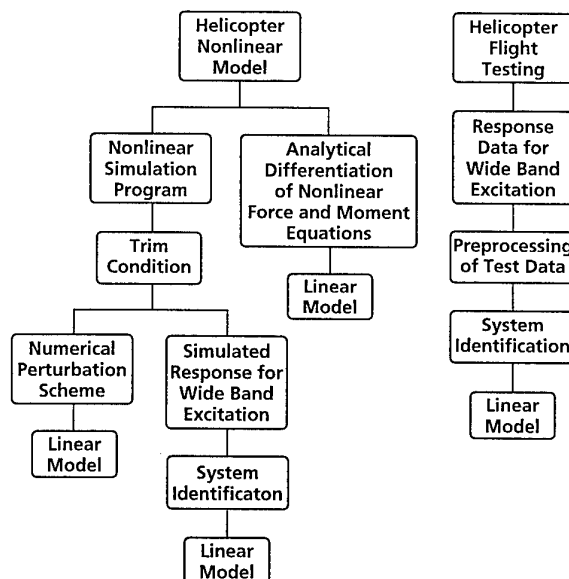 Helicopter
Nonlinear
Model
Nonlinear
Simulation
Program
Analytical
Differentiation
of Nonlinear
Force and Moment
Equations
Trim
Condition
Linear
Model
Numerical
Perturbation
Scheme
Simulated
Response for
Wide Band
Excitation
Linear
Model
System
Identificaton
Linear
Model
Helicopter
Flight
Testing
Response
Data for
Wide Band
Excitation
Preprocessing
of Test Data
System
Identification
Linear
Model